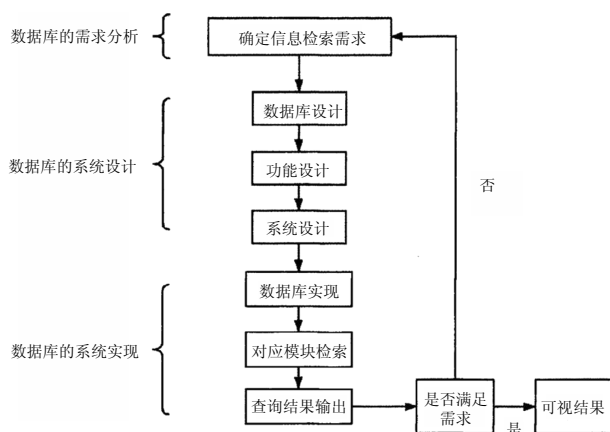 数据库的需求分析
确定信息检索需求
数据库设计
数据库的系统设计
功能设计
否
系统设计
数据库实现
数据库的系统实现
对应模块检索
查询结果输出
是否满足
需求
可视结果
是